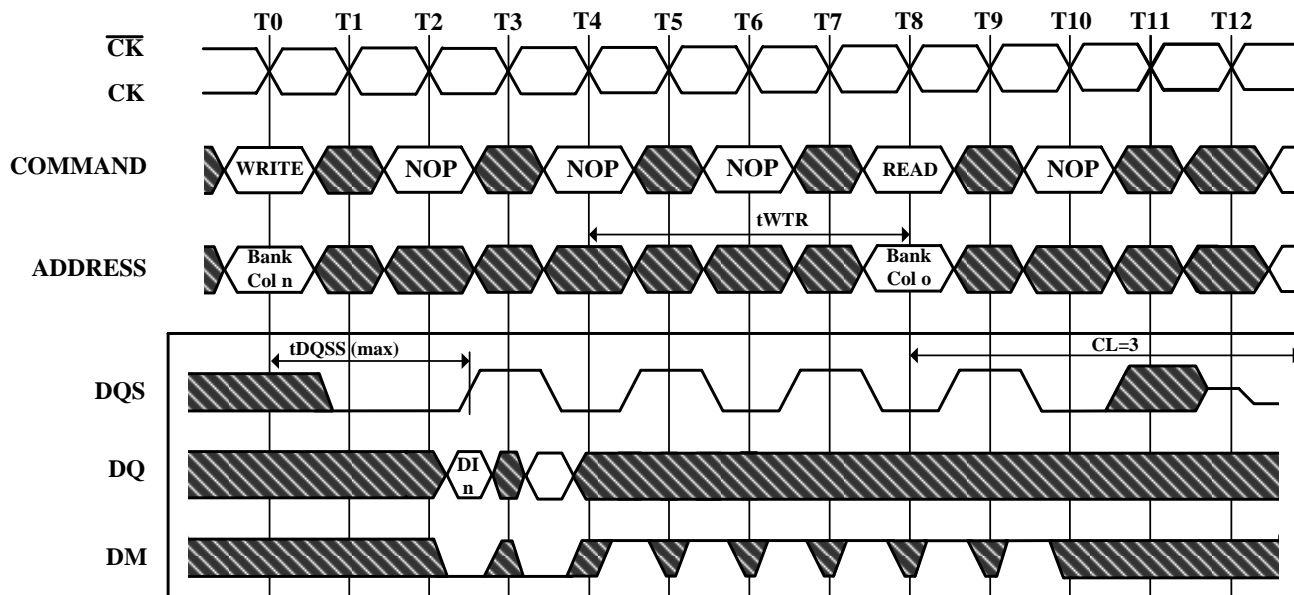 T0 T1 T2 T3 T4 T5 T6 T7 T8 T9 T10 T11 T12
CK
CK
COMMAND WRITE NOP NOP NOP READ NOP
tWTR
ADDRESS Bank Col n Bank Col o
tDQSS (max) CL=3
DQS
DQ DI n
DM